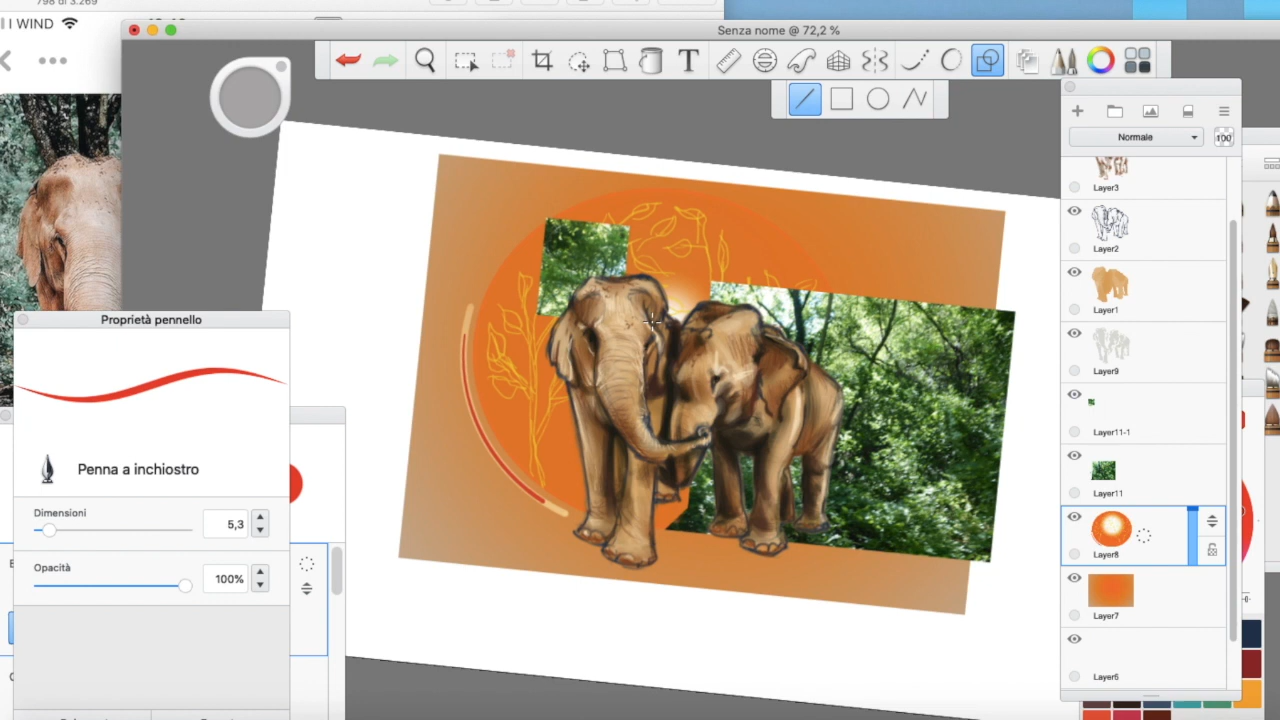 798 di 3.269
WIND
Senza nome @ 72,2 %
T
Normale
100
Layer3
Layer2
Layer1
Layer9
Layer11-1
Layer11
Layer8
Layer7
Layer6
Proprietà pennello
Penna a inchiostro
Dimensioni
5,3
Opacità
100%